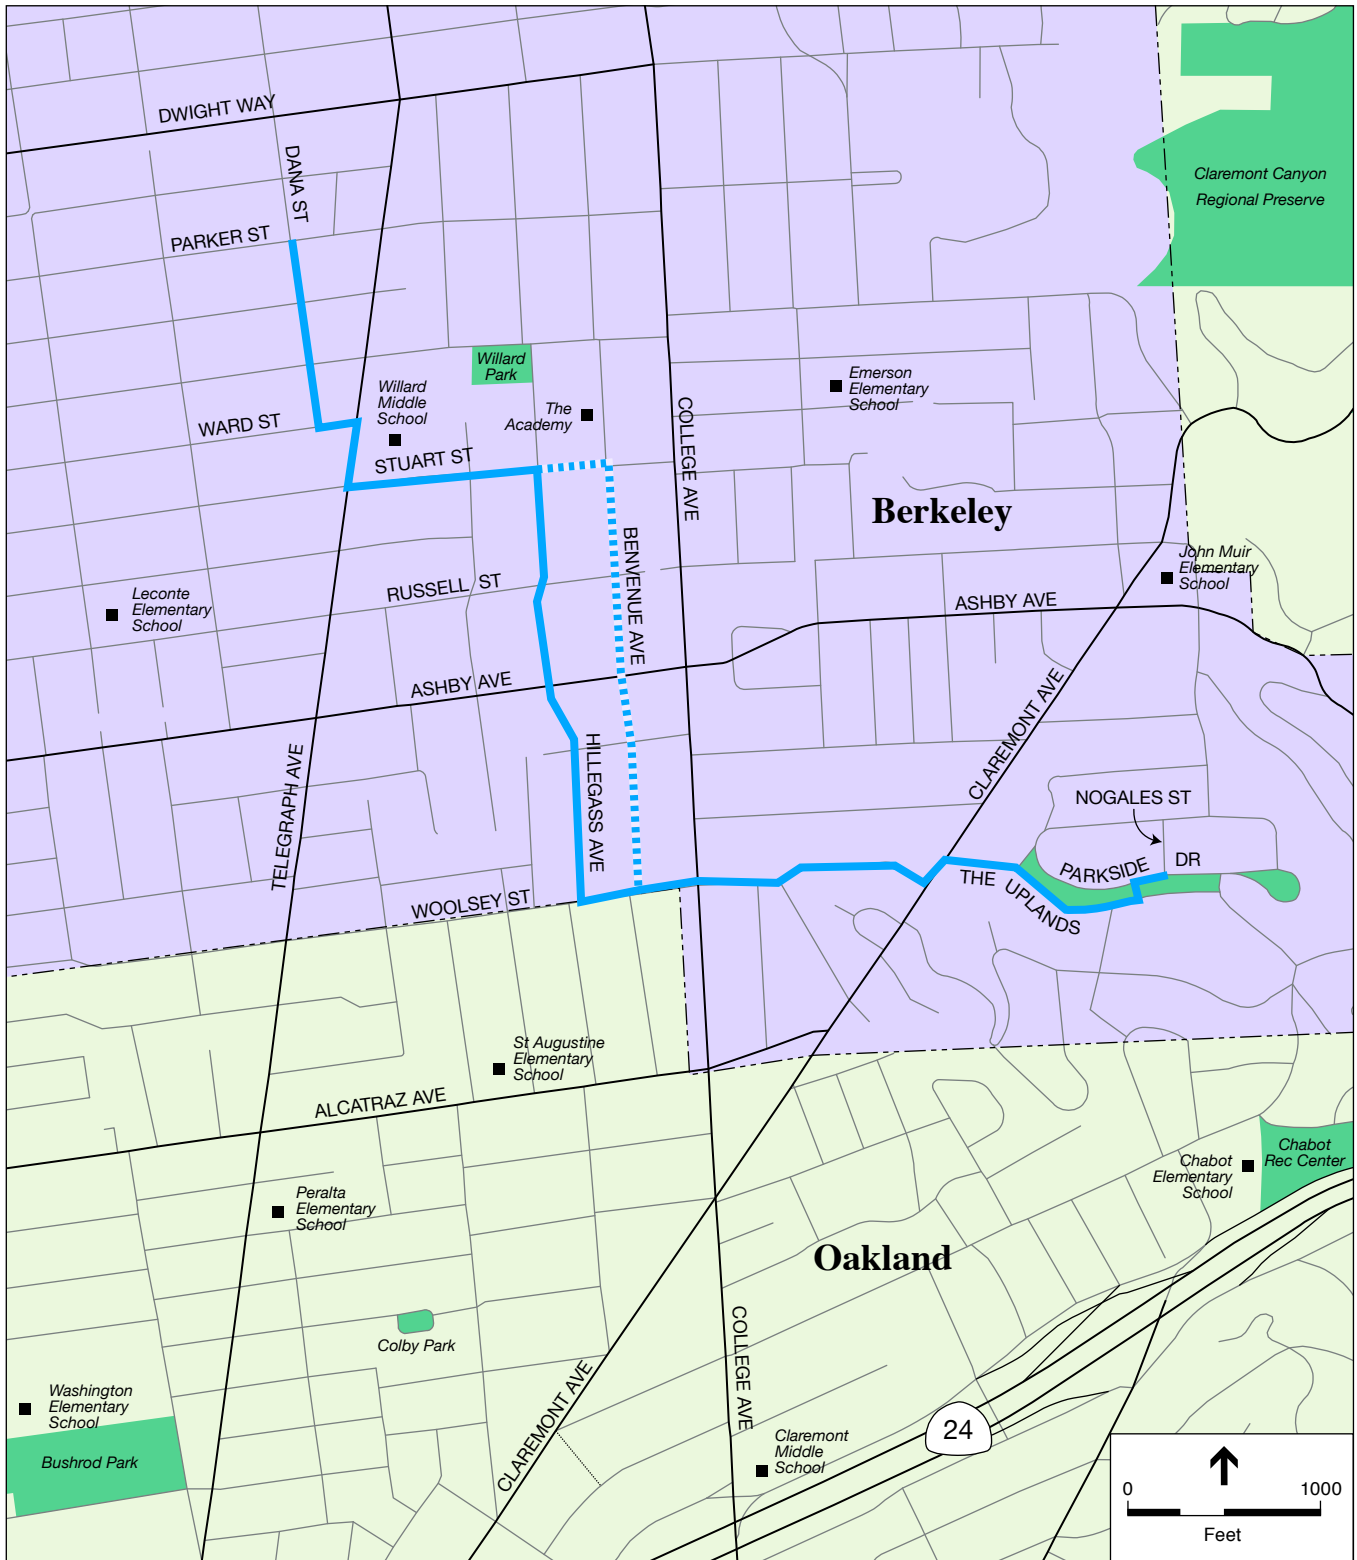 DWIGHT WAY
DANA ST
Claremont Canyon
Regional Preserve
PARKER ST
Willard
Park
Willard
Middle
School
The
Academy
Emerson
Elementary
School
WARD ST
STUART ST
COLLEGE AVE
Berkeley
BENVENUE AVE
John Muir
Elementary
School
RUSSELL ST
Leconte
Elementary
School
ASHBY AVE
ASHBY AVE
CLAREMONT AVE
TELEGRAPH AVE
HILLEGASS AVE
NOGALES ST
PARKSIDE DR
THE UPLANDS
WOOLSEY ST
St Augustine
Elementary
School
ALCATRAZ AVE
Chabot
Rec Center
Chabot
Elementary
School
Peralta
Elementary
School
Oakland
Colby Park
COLLEGE AVE
CLAREMONT AVE
Washington
Elementary
School
Bushrod Park
24
Claremont
Middle
School
0 1000
Feet